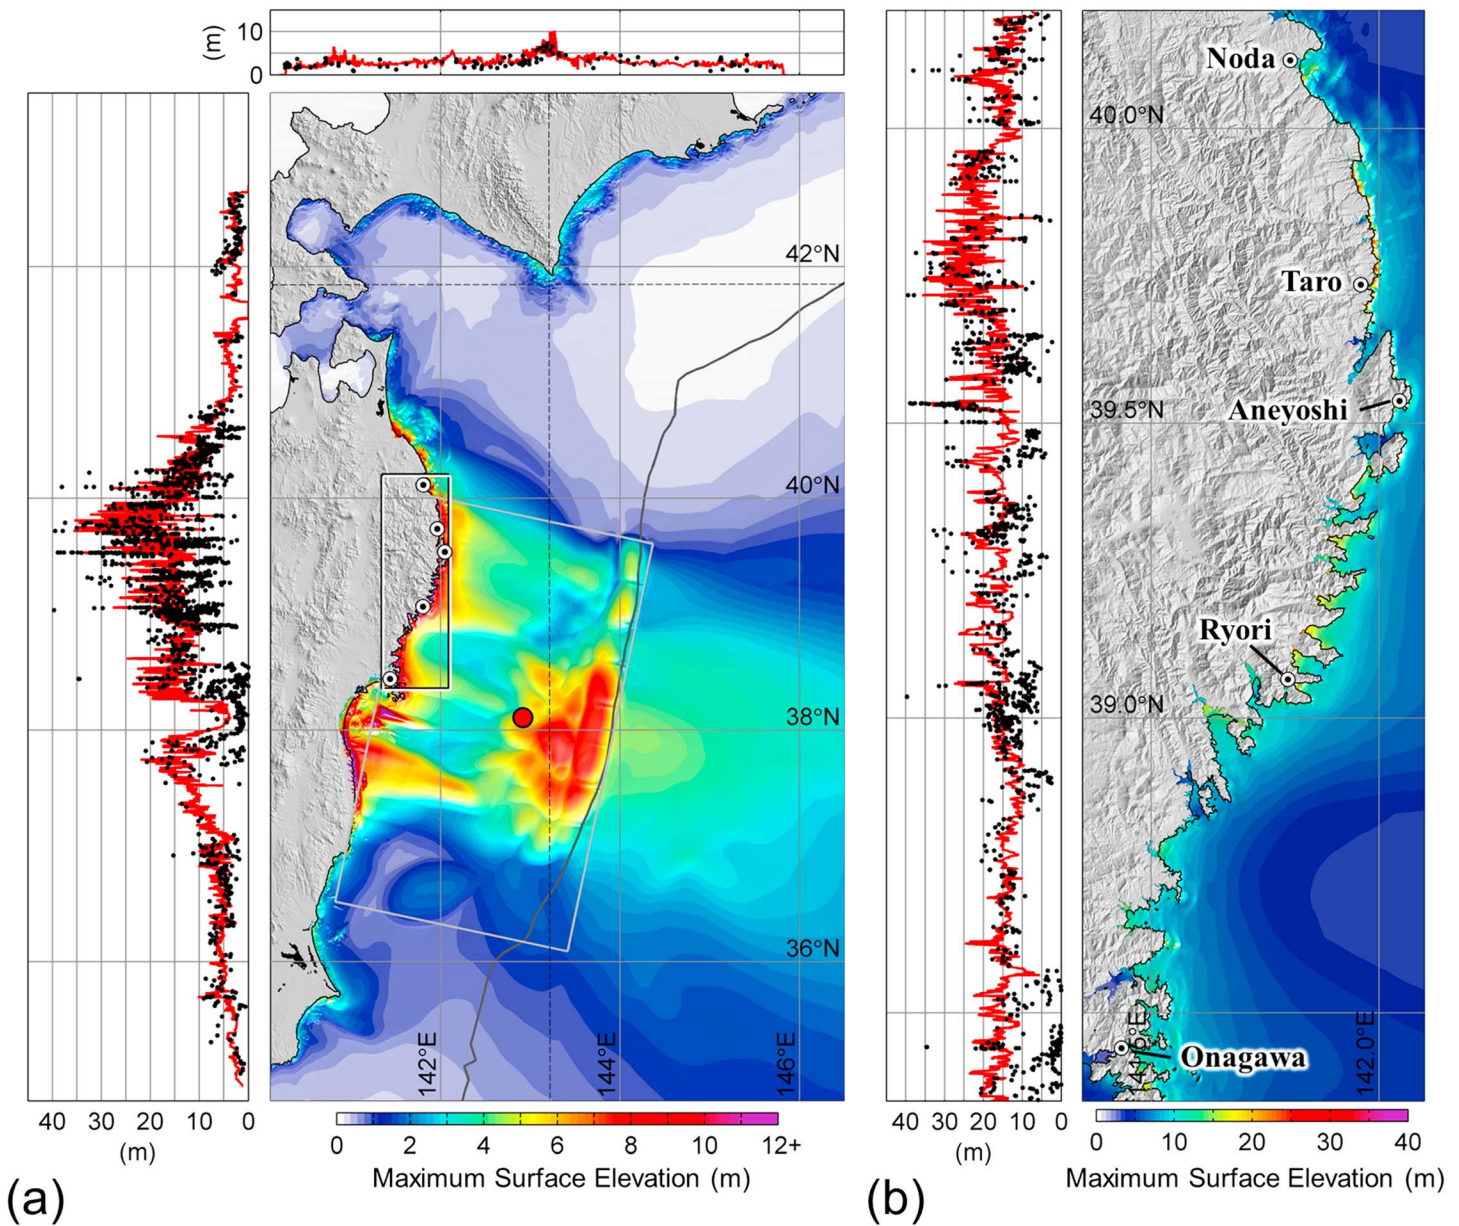 10
0
(m)
42°N
40°N
38°N
36°N
142°E
144°E
146°E
40 30 20 10 0
(m)
0 2 4 6 8 10 12+
Maximum Surface Elevation (m)
(a)
Noda
40.0°N
Taro
39.5°N
Aneyoshi
Ryori
39.0°N
Onagawa
142.0°E
40 30 20 10 0
(m)
0 10 20 30 40
Maximum Surface Elevation (m)
(b)